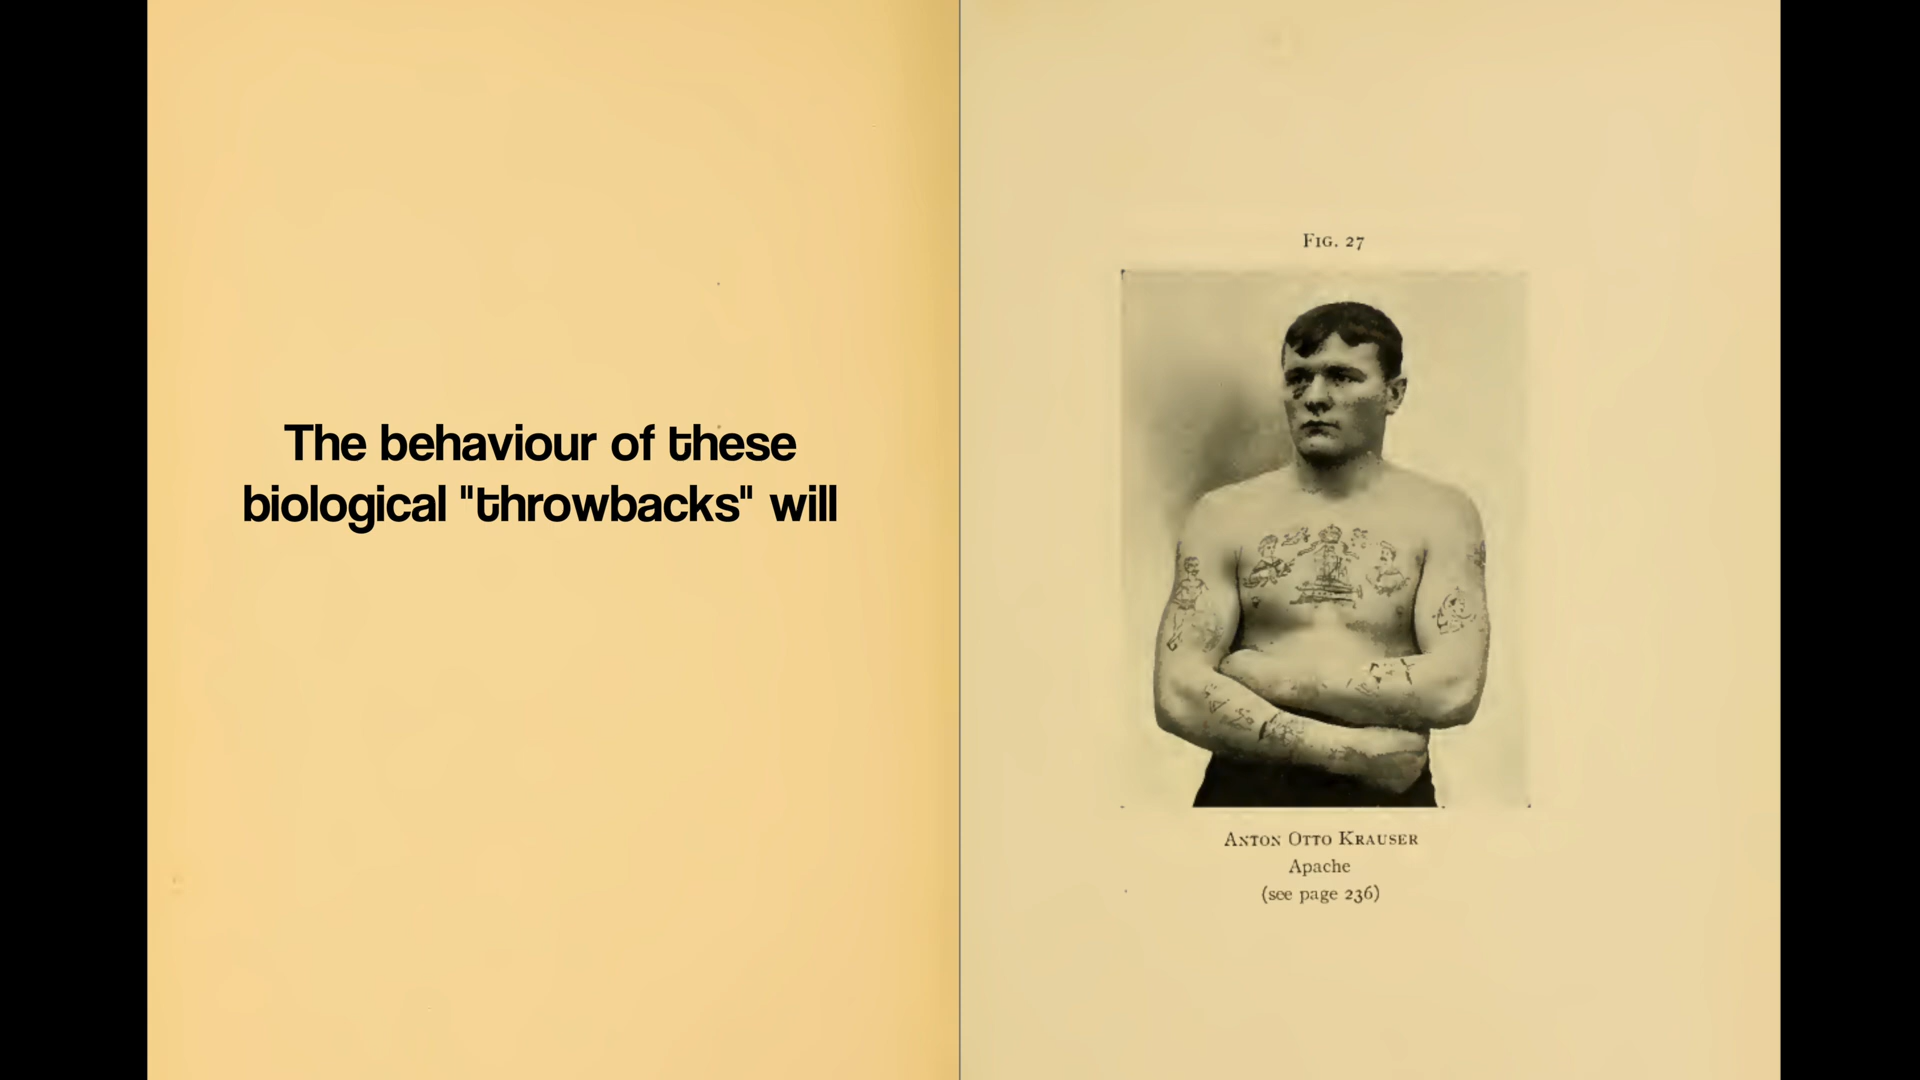 The behaviour of these
biological "throwbacks" will
FIG. 27
ANTON OTTO KRAUSER
Apache
(see page 236)